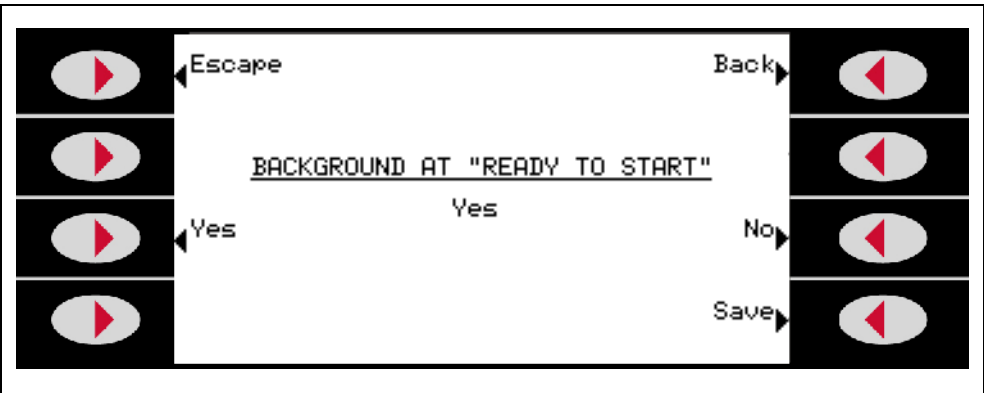 Escape Back
BACKGROUND AT "READY TO START"
Yes
Yes No
Save